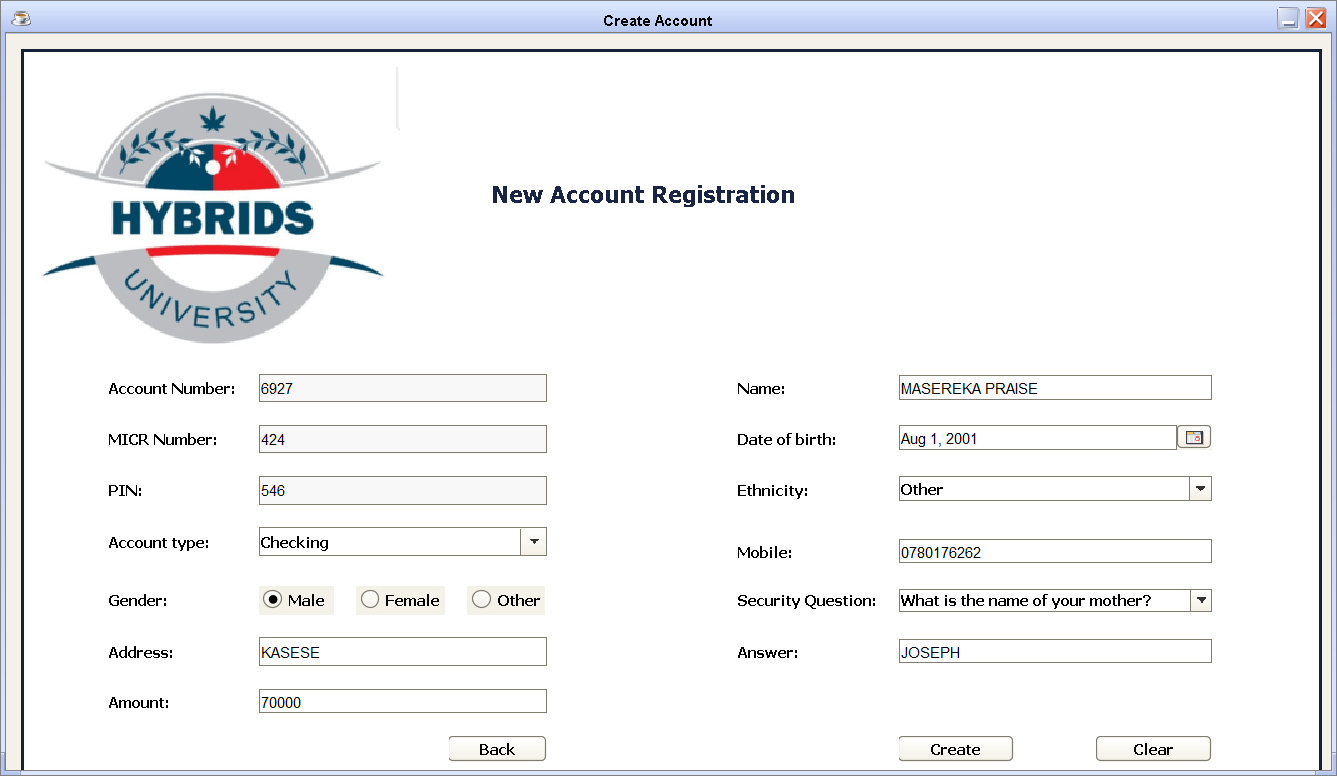 Create Account
HYBRIDS
UNIVERSITY
New Account Registration
Account Number: 6927
MICR Number: 424
PIN: 546
Account type: Checking
Gender: Male Female Other
Address: KASESE
Amount: 70000
Back
Name: MASEREKA PRAISE
Date of birth: Aug 1, 2001
Ethnicity: Other
Mobile: 0780176262
Security Question: What is the name of your mother?
Answer: JOSEPH
Create Clear